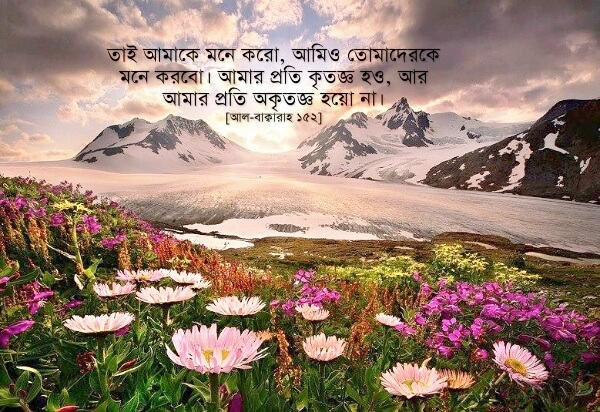 তাই আমাকে মনে করো, আমিও তোমাদেরকে
মনে করবো। আমার প্রতি কৃতজ্ঞ হও, আর
আমার প্রতি অকৃতজ্ঞ হয়ো না।
[আল-বাক্বারাহ ১৫২]